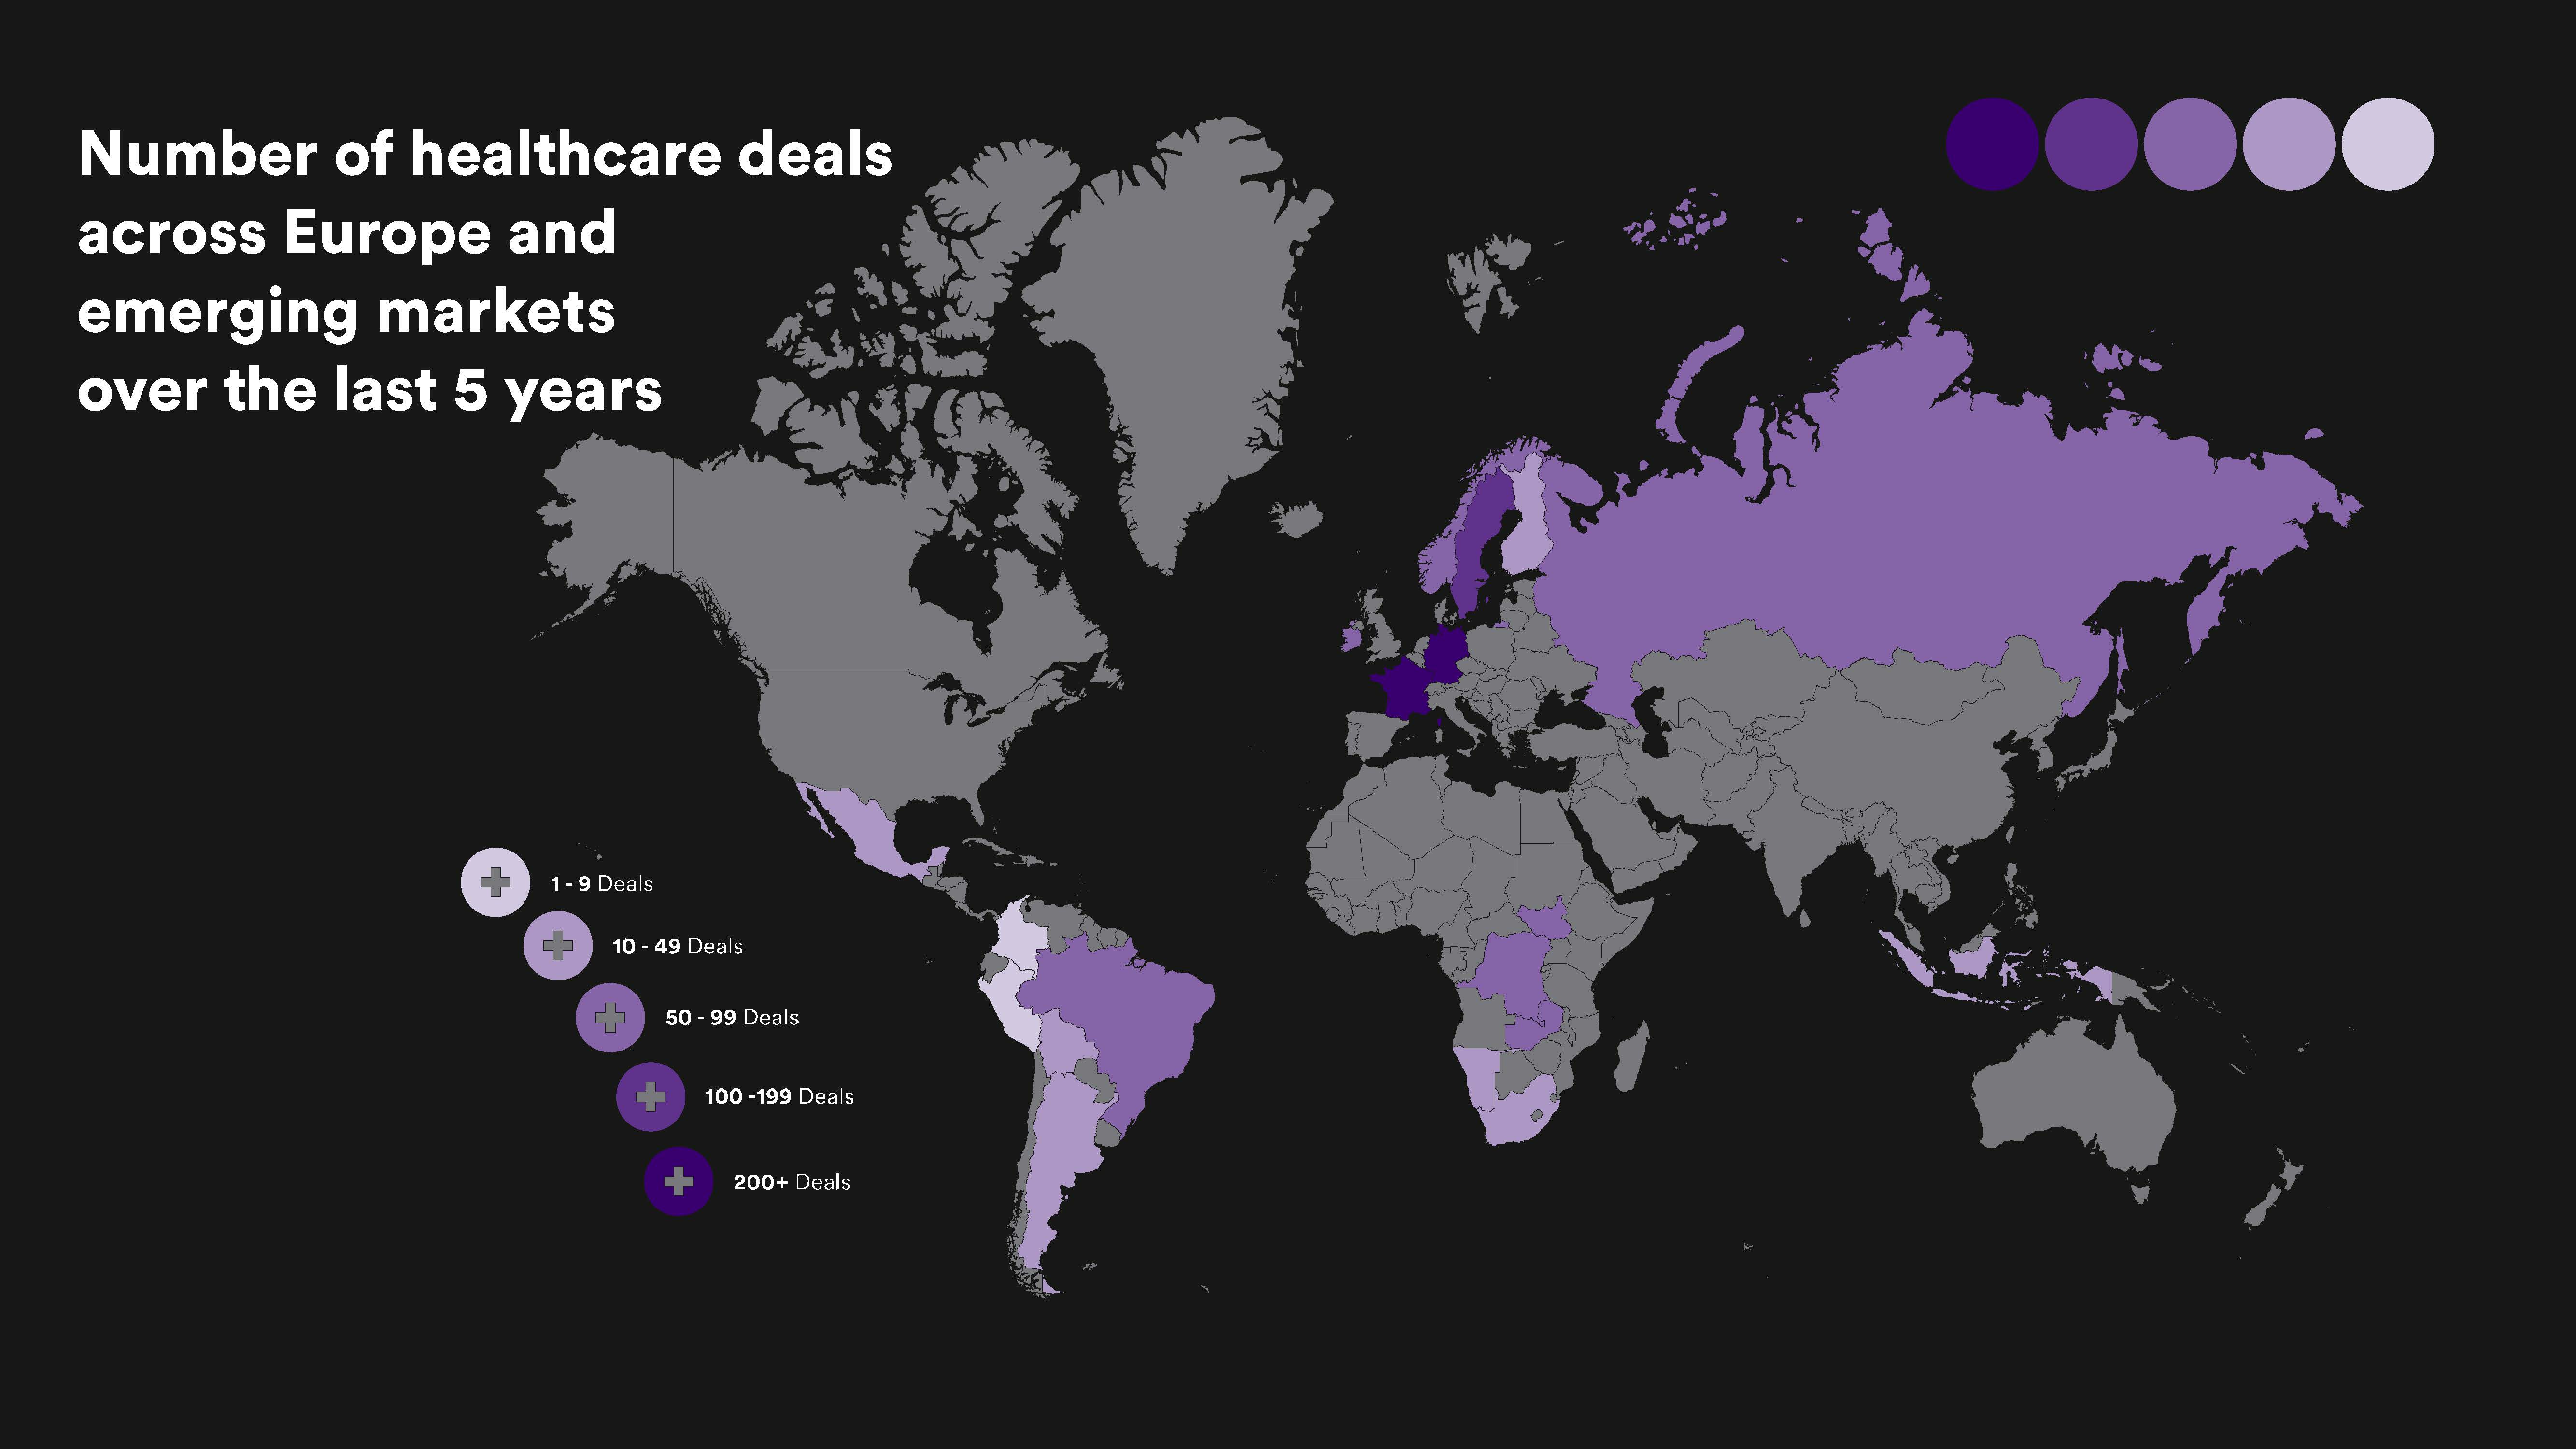 Number of healthcare deals
across Europe and
emerging markets
over the last 5 years
1 - 9 Deals
10 - 49 Deals
50 - 99 Deals
100 -199 Deals
200+ Deals